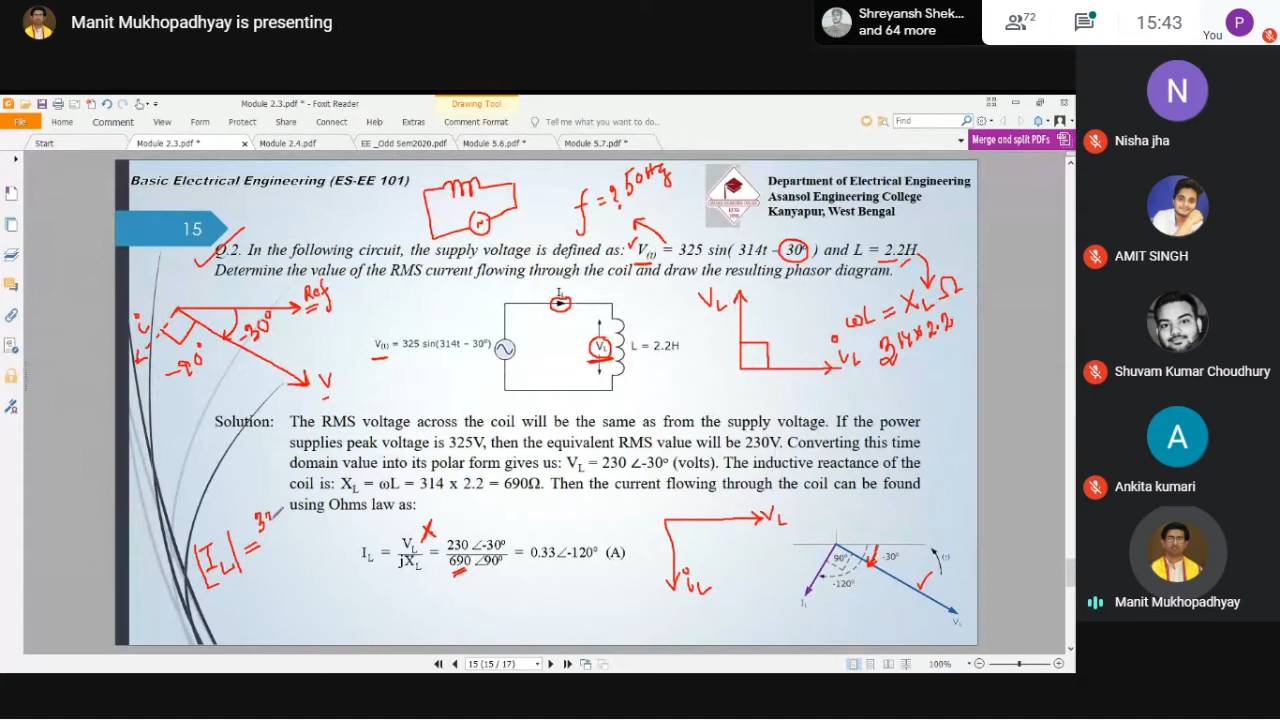 Manit Mukhopadhyay is presenting
Shreyansh Shek...
and 64 more
72
15:43
You
P
Module 2.3.pdf * - Foxit Reader
Drawing Tool
File
Home
Comment
View
Form
Protect
Share
Connect
Help
Extras
Comment Format
Tell me what you want to do...
Find
Start
Module 2.3.pdf *
Module 2.4.pdf
EE _Odd Sem2020.pdf
Module 5.6.pdf *
Module 5.7.pdf *
Merge and split PDFs
Basic Electrical Engineering (ES-EE 101)
f = ? 50Hz
Department of Electrical Engineering
Asansol Engineering College
Kanyapur, West Bengal
15
Q.2. In the following circuit, the supply voltage is defined as: V(t) = 325 sin( 314t – 30° ) and L = 2.2H,
Determine the value of the RMS current flowing through the coil and draw the resulting phasor diagram.
Ref
-30°
-90°
V
V(t) = 325 sin(314t – 30°)
IL
VL
L = 2.2H
VL
iL
ωL = XL Ω
314×2.2
Solution: The RMS voltage across the coil will be the same as from the supply voltage. If the power
supplies peak voltage is 325V, then the equivalent RMS value will be 230V. Converting this time
domain value into its polar form gives us: VL = 230 ∠-30° (volts). The inductive reactance of the
coil is: XL = ωL = 314 x 2.2 = 690Ω. Then the current flowing through the coil can be found
using Ohms law as:
|IL| = 32
IL = VL/jXL = 230 ∠-30°/690 ∠90° = 0.33∠-120° (A)
VL
iL
90°
-30°
-120°
IL
VL
15 (15 / 17)
100%
N
Nisha jha
AMIT SINGH
Shuvam Kumar Choudhury
A
Ankita kumari
Manit Mukhopadhyay